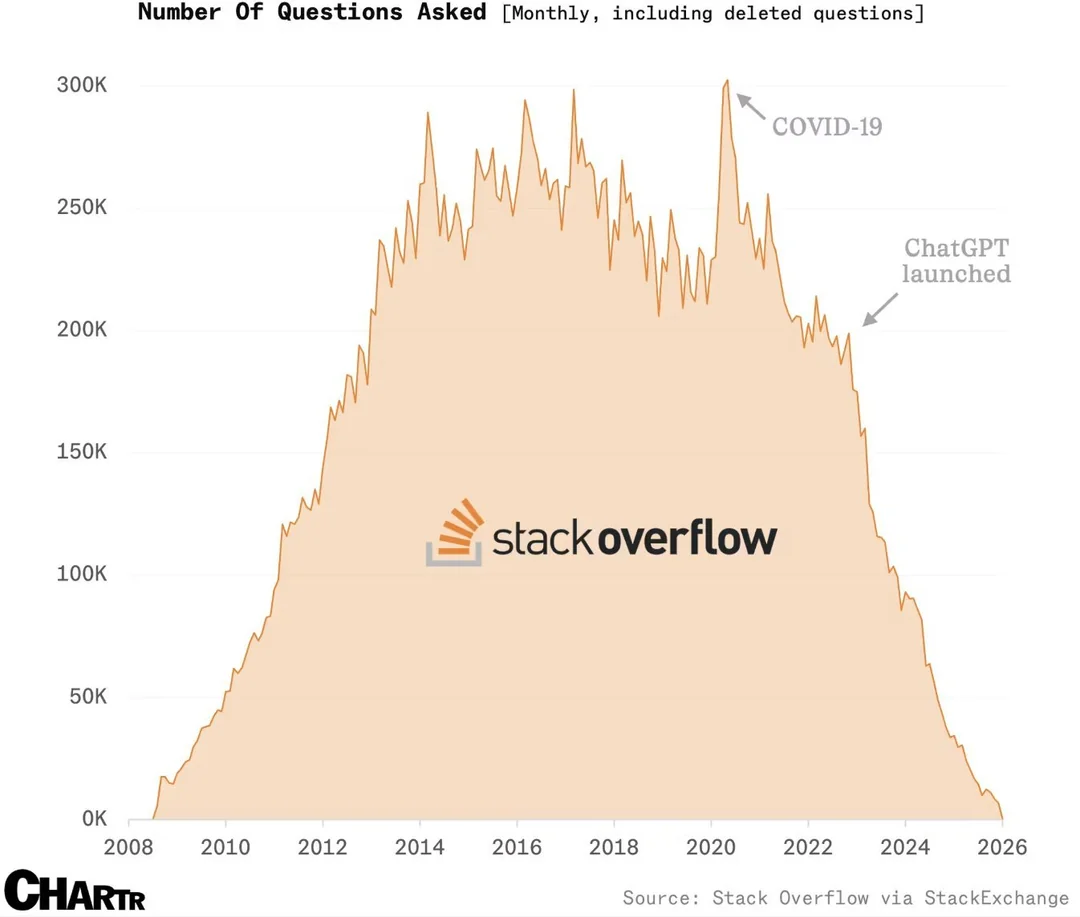 Number Of Questions Asked [Monthly, including deleted questions]
300K
COVID-19
250K
ChatGPT
launched
200K
150K
stackoverflow
100K
50K
0K
2008 2010 2012 2014 2016 2018 2020 2022 2024 2026
CHARTR
Source: Stack Overflow via StackExchange